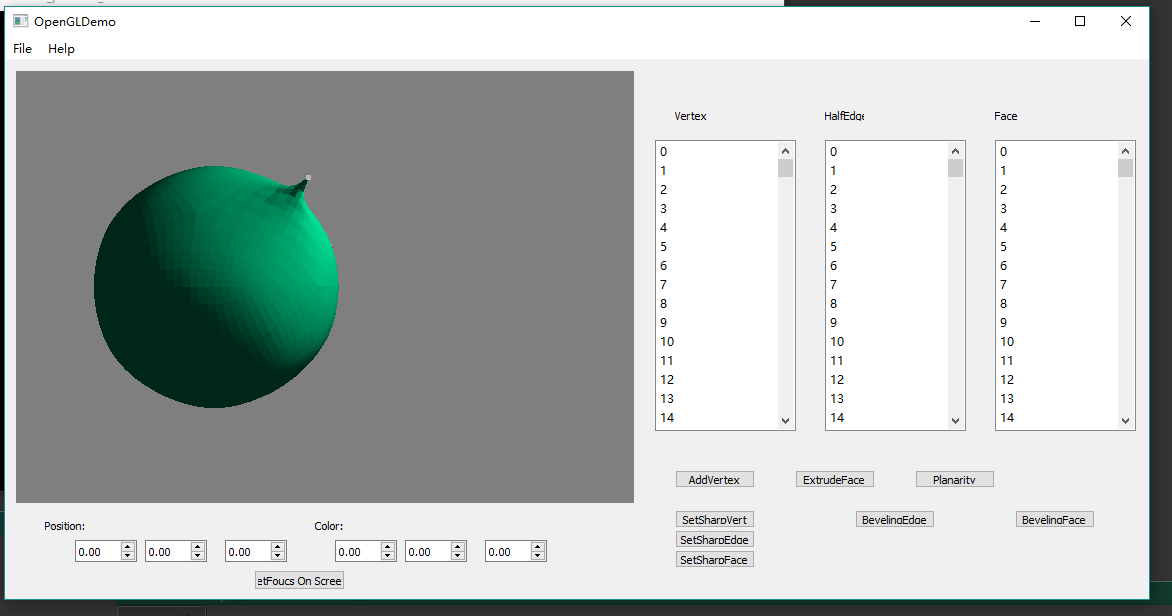 OpenGLDemo
File Help
Vertex HalfEdge Face
0 0 0
1 1 1
2 2 2
3 3 3
4 4 4
5 5 5
6 6 6
7 7 7
8 8 8
9 9 9
10 10 10
11 11 11
12 12 12
13 13 13
14 14 14
AddVertex ExtrudeFace Planarity
SetSharpVert BevelingEdge BevelingFace
SetSharpEdge
SetSharpFace
Position: Color:
0.00 0.00 0.00 0.00 0.00 0.00
etFoucs On Scree